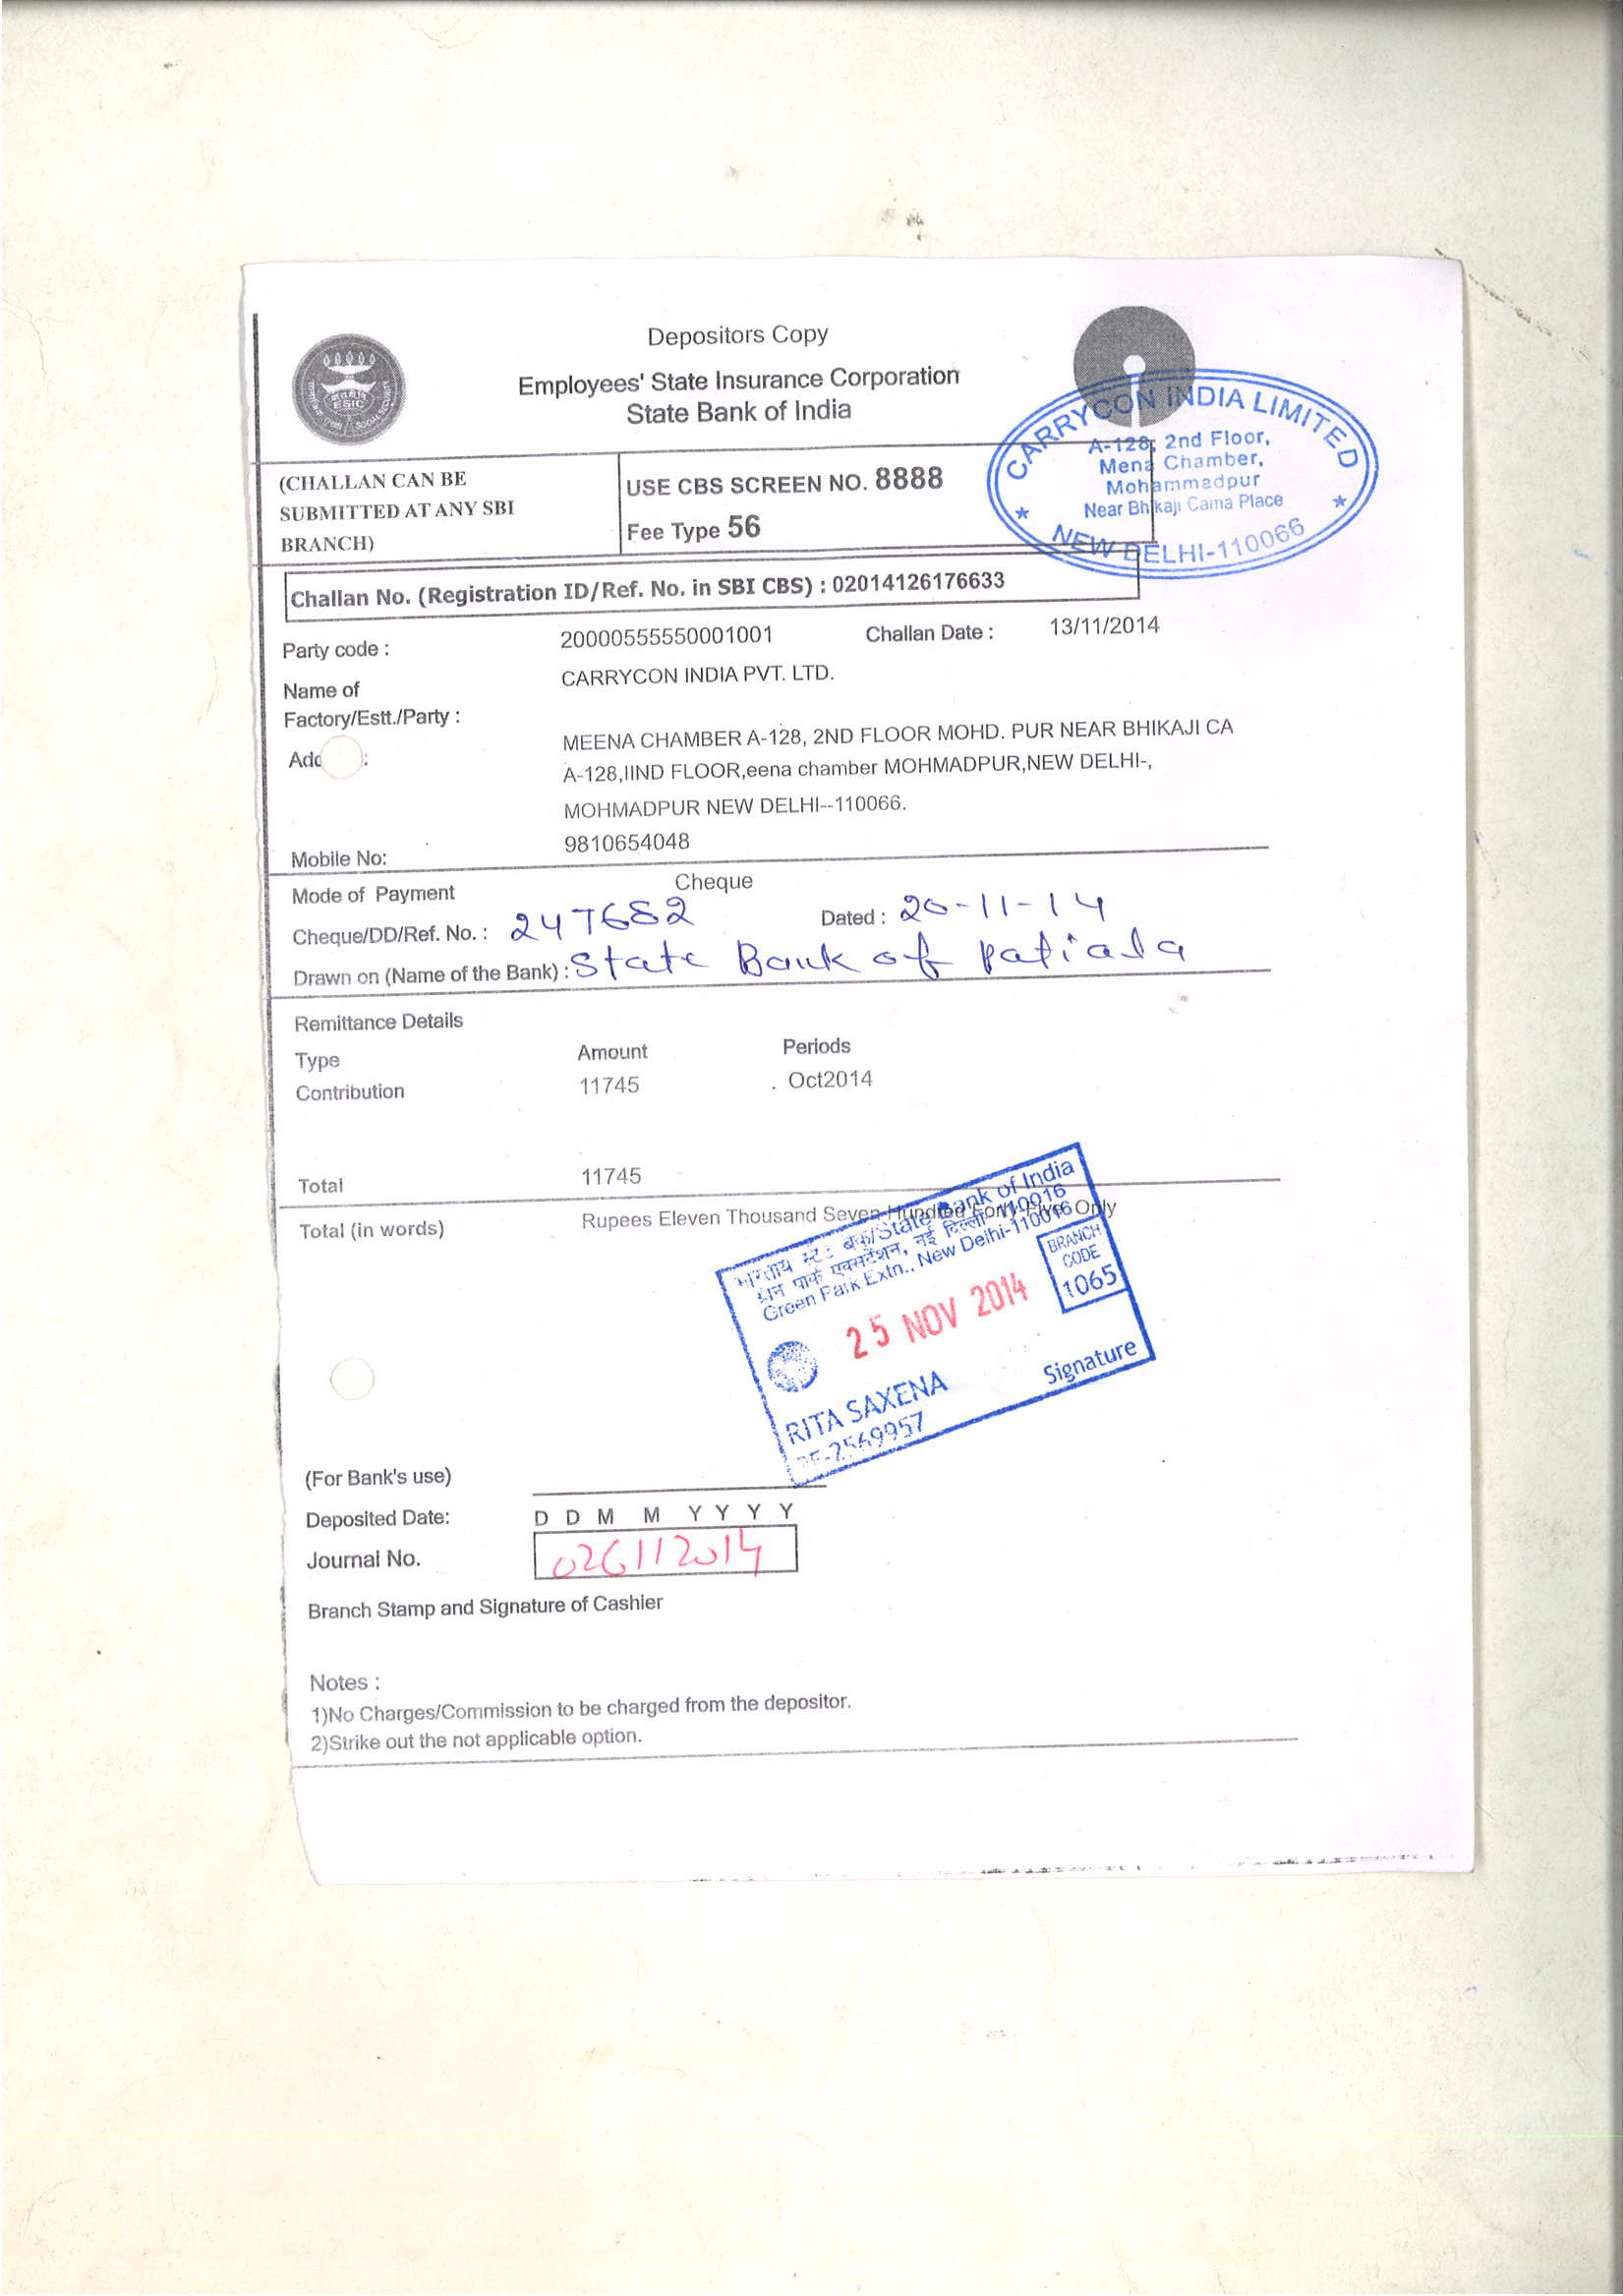 Depositors Copy
Employees' State Insurance Corporation
State Bank of India
ESIC
CARRYCON INDIA LIMITED
A-128, 2nd Floor,
Mena Chamber,
Mohammadpur
Near Bhikaji Cama Place
NEW DELHI-110066
(CHALLAN CAN BE
SUBMITTED AT ANY SBI
BRANCH)
USE CBS SCREEN NO. 8888
Fee Type 56
Challan No. (Registration ID/Ref. No. in SBI CBS) : 02014126176633
Party code : 20000555550001001 Challan Date : 13/11/2014
Name of
Factory/Estt./Party :
CARRYCON INDIA PVT. LTD.
MEENA CHAMBER A-128, 2ND FLOOR MOHD. PUR NEAR BHIKAJI CA
A-128,IIND FLOOR,eena chamber MOHMADPUR,NEW DELHI-,
MOHMADPUR NEW DELHI--110066.
Mobile No: 9810654048
Mode of Payment Cheque
Cheque/DD/Ref. No. : 247682 Dated : 20-11-14
Drawn on (Name of the Bank) : State Bank of Patiala
Remittance Details
Type Amount Periods
Contribution 11745 . Oct2014
Total 11745
Total (in words) Rupees Eleven Thousand Seven Hundred Forty Five Only
भारतीय स्टेट बैंक/State Bank of India
ग्रीन पार्क एक्सटेंशन, नई दिल्ली-110016
Green Park Extn., New Delhi-110016
BRANCH
CODE
1065
25 NOV 2014
Signature
RITA SAXENA
2569957
(For Bank's use)
Deposited Date: D D M M Y Y Y Y
Journal No. 026112014
Branch Stamp and Signature of Cashier
Notes :
1)No Charges/Commission to be charged from the depositor.
2)Strike out the not applicable option.